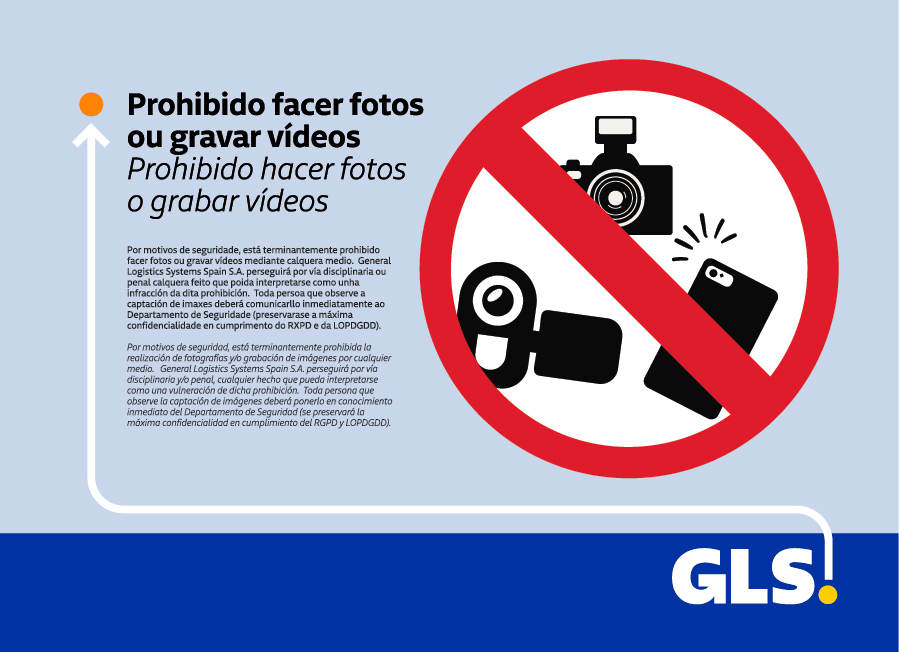 Prohibido facer fotos
ou gravar vídeos
Prohibido hacer fotos
o grabar vídeos
Por motivos de seguridade, está terminantemente prohibido
facer fotos ou gravar vídeos mediante calquera medio. General
Logistics Systems Spain S.A. perseguirá por vía disciplinaria ou
penal calquera feito que poida interpretarse como unha
infracción da dita prohibición. Toda persoa que observe a
captación de imaxes deberá comunicarllo inmediatamente ao
Departamento de Seguridade (preservarase a máxima
confidencialidade en cumprimento do RXPD e da LOPDGDD).
Por motivos de seguridad, está terminantemente prohibida la
realización de fotografías y/o grabación de imágenes por cualquier
medio. General Logistics Systems Spain S.A. perseguirá por vía
disciplinaria y/o penal, cualquier hecho que pueda interpretarse
como una vulneración de dicha prohibición. Toda persona que
observe la captación de imágenes deberá ponerlo en conocimiento
inmediato del Departamento de Seguridad (se preservará la
máxima confidencialidad en cumplimiento del RGPD y LOPDGDD).
GLS.